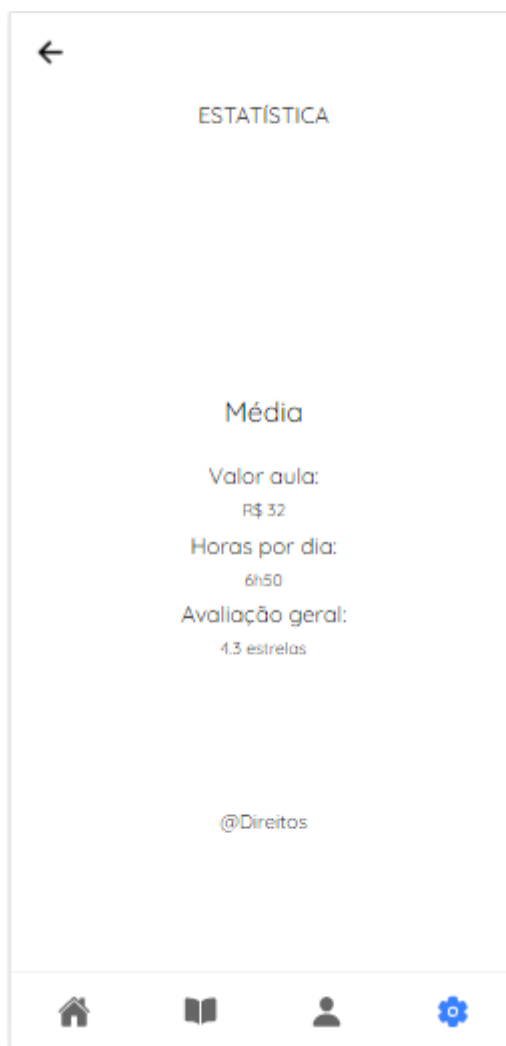 ESTATÍSTICA
Média
Valor aula:
R$ 32
Horas por dia:
6h50
Avaliação geral:
4.3 estrelas
@Direitos